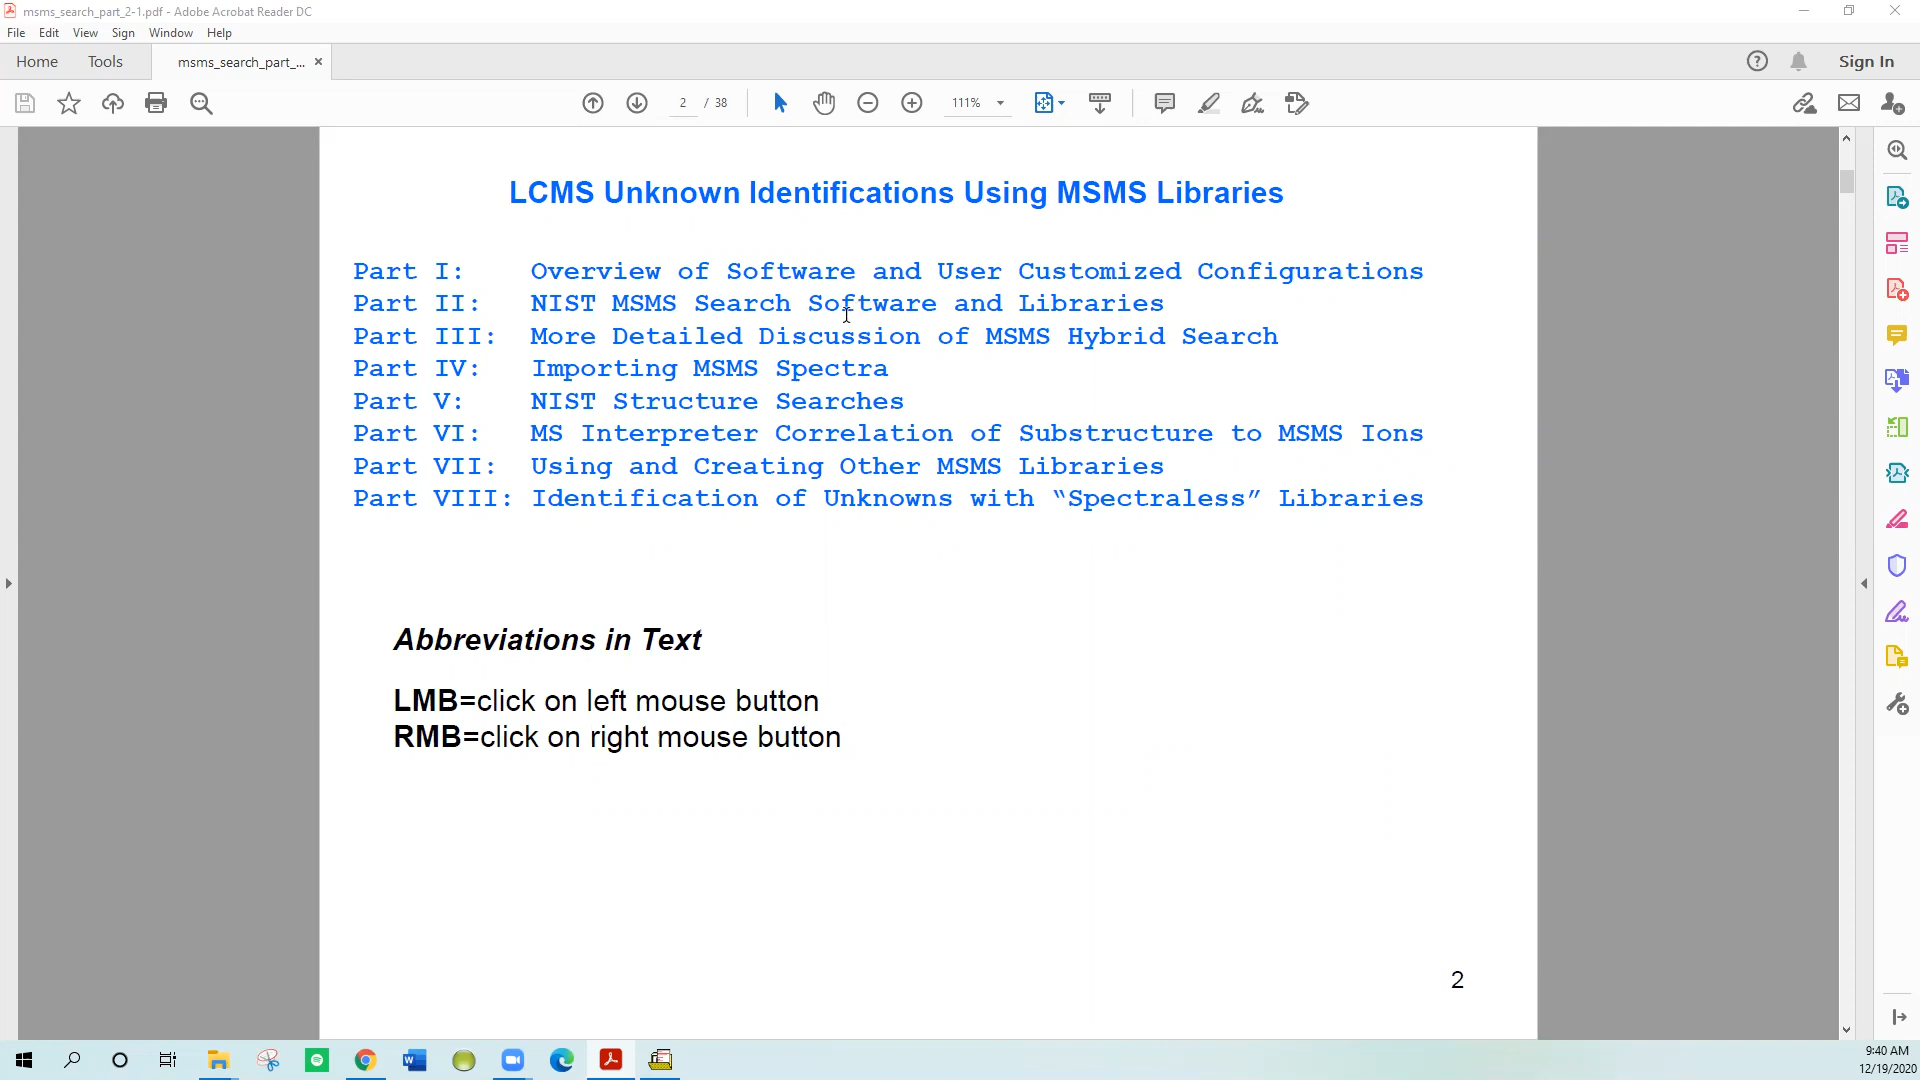 msms_search_part_2-1.pdf - Adobe Acrobat Reader DC
File Edit View Sign Window Help
Home Tools msms_search_part_... × Sign In
2 / 38 111%
LCMS Unknown Identifications Using MSMS Libraries
Part I: Overview of Software and User Customized Configurations
Part II: NIST MSMS Search Software and Libraries
Part III: More Detailed Discussion of MSMS Hybrid Search
Part IV: Importing MSMS Spectra
Part V: NIST Structure Searches
Part VI: MS Interpreter Correlation of Substructure to MSMS Ions
Part VII: Using and Creating Other MSMS Libraries
Part VIII: Identification of Unknowns with “Spectraless” Libraries
Abbreviations in Text
LMB=click on left mouse button
RMB=click on right mouse button
2
9:40 AM
12/19/2020